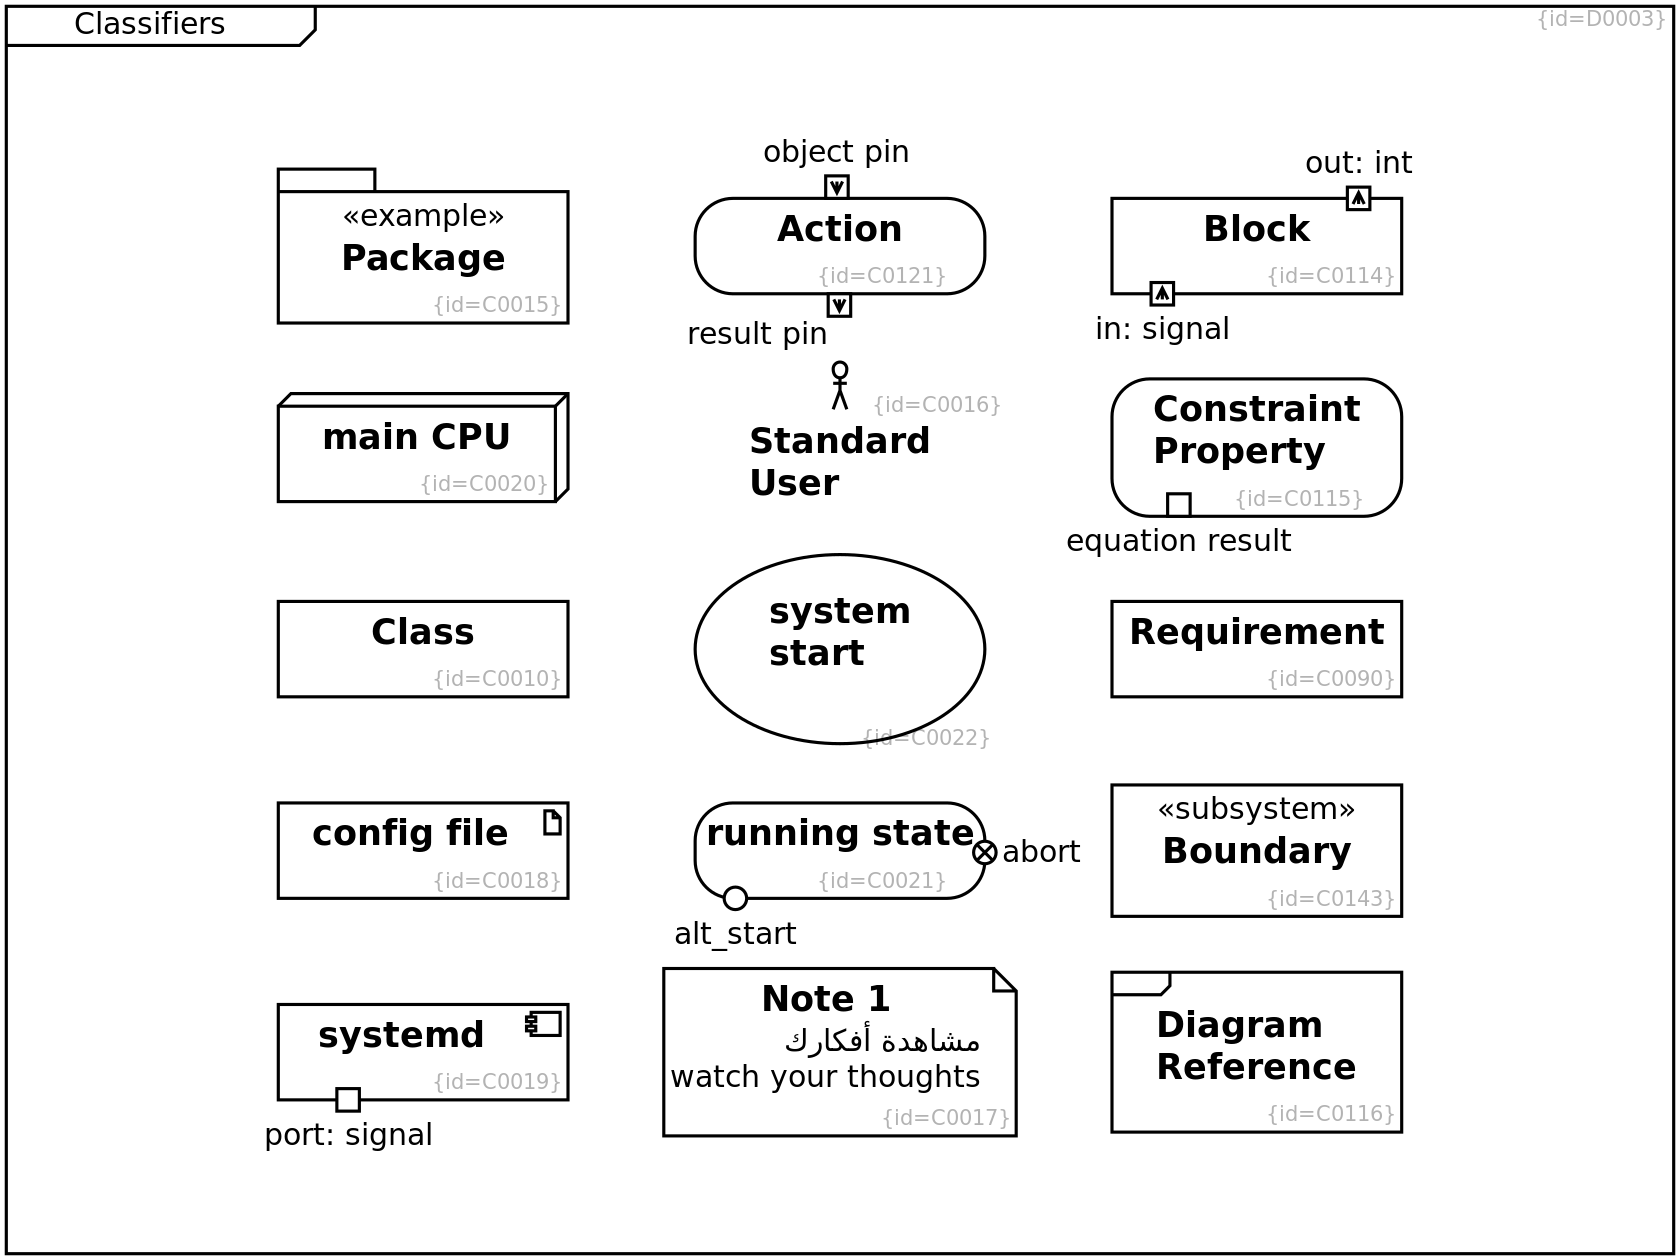 Classifiers
{id=D0003}
«example»
Package
{id=C0015}
object pin
Action
{id=C0121}
result pin
out: int
Block
{id=C0114}
in: signal
main CPU
{id=C0020}
{id=C0016}
Standard
User
Constraint
Property
{id=C0115}
equation result
Class
{id=C0010}
system
start
{id=C0022}
Requirement
{id=C0090}
config file
{id=C0018}
running state
{id=C0021}
abort
alt_start
«subsystem»
Boundary
{id=C0143}
systemd
{id=C0019}
port: signal
Note 1
مشاهدة أفكارك
watch your thoughts
{id=C0017}
Diagram
Reference
{id=C0116}